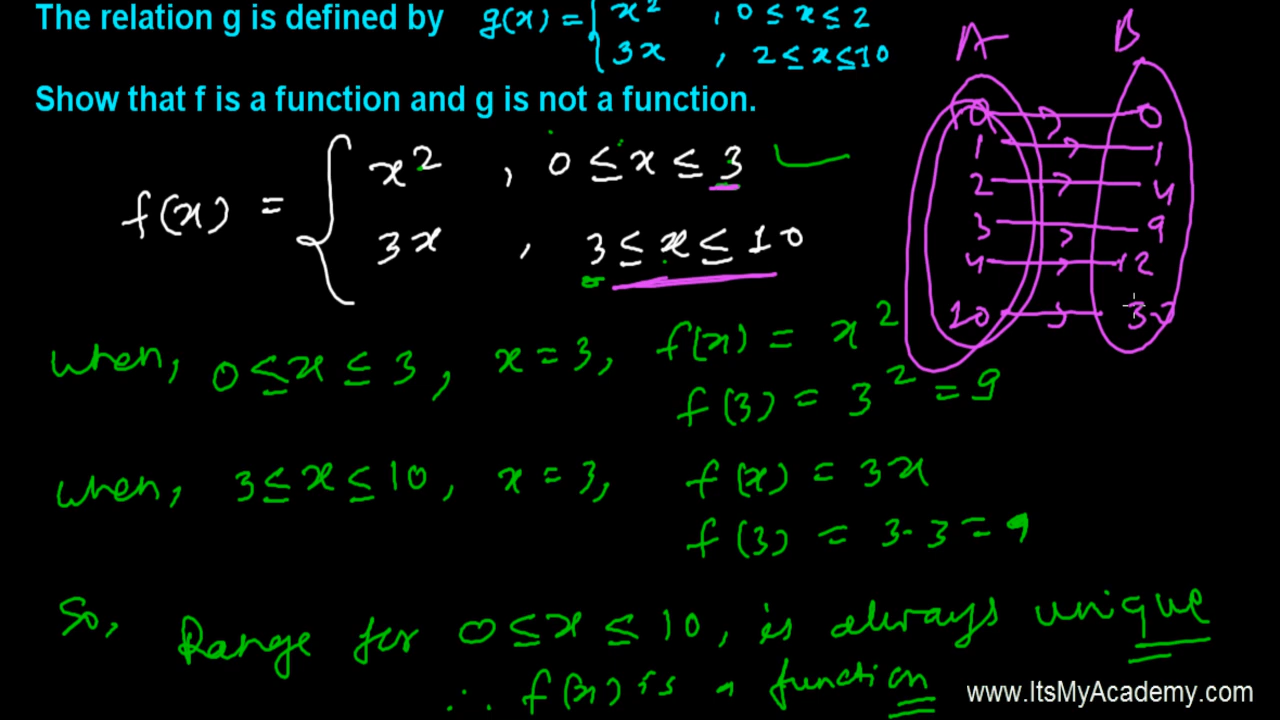 The relation g is defined by g(x) = { x² , 0 ≤ x ≤ 2
3x , 2 ≤ x ≤ 10
Show that f is a function and g is not a function.
f(x) = { x² , 0 ≤ x ≤ 3
3x , 3 ≤ x ≤ 10
A B
0 0
1 1
2 4
3 9
4 12
10
when, 0 ≤ x ≤ 3, x = 3, f(x) = x²
f(3) = 3² = 9
when, 3 ≤ x ≤ 10, x = 3, f(x) = 3x
f(3) = 3·3 = 9
So, Range for 0 ≤ x ≤ 10, is always unique
∴ f(x) is a function
www.ItsMyAcademy.com